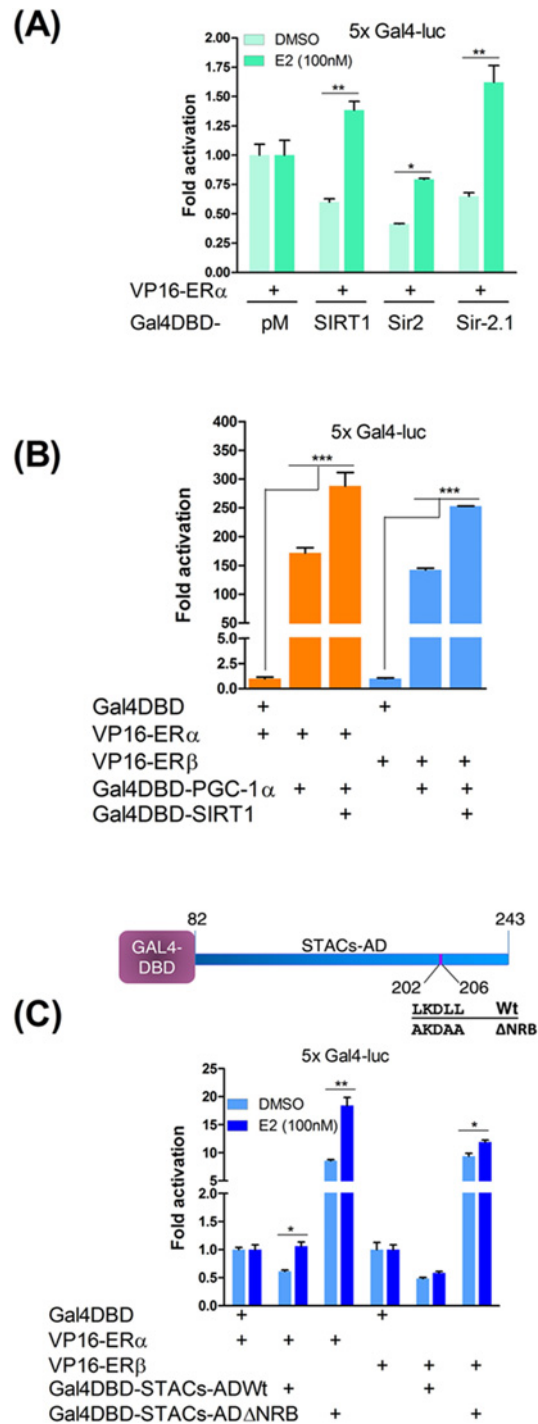 (A)
5x Gal4-luc
DMSO
E2 (100nM)
Fold activation
2.00
1.75
1.50
1.25
1.00
0.75
0.50
0.25
0.00
** * **
VP16-ERα + + + +
Gal4DBD- pM SIRT1 Sir2 Sir-2.1
(B)
5x Gal4-luc
Fold activation
400
350
300
250
200
150
100
50
5.0
2.5
0.0
*** ***
Gal4DBD + +
VP16-ERα + + +
VP16-ERβ + + +
Gal4DBD-PGC-1α + + + +
Gal4DBD-SIRT1 + +
82 243
GAL4-
DBD
STACs-AD
202 206
LKDLL Wt
AKDAA ΔNRB
(C)
5x Gal4-luc
DMSO
E2 (100nM)
Fold activation
25
20
15
10
5
2.0
1.5
1.0
0.5
0.0
* ** *
Gal4DBD + +
VP16-ERα + + +
VP16-ERβ + + +
Gal4DBD-STACs-ADWt + +
Gal4DBD-STACs-ADΔNRB + +